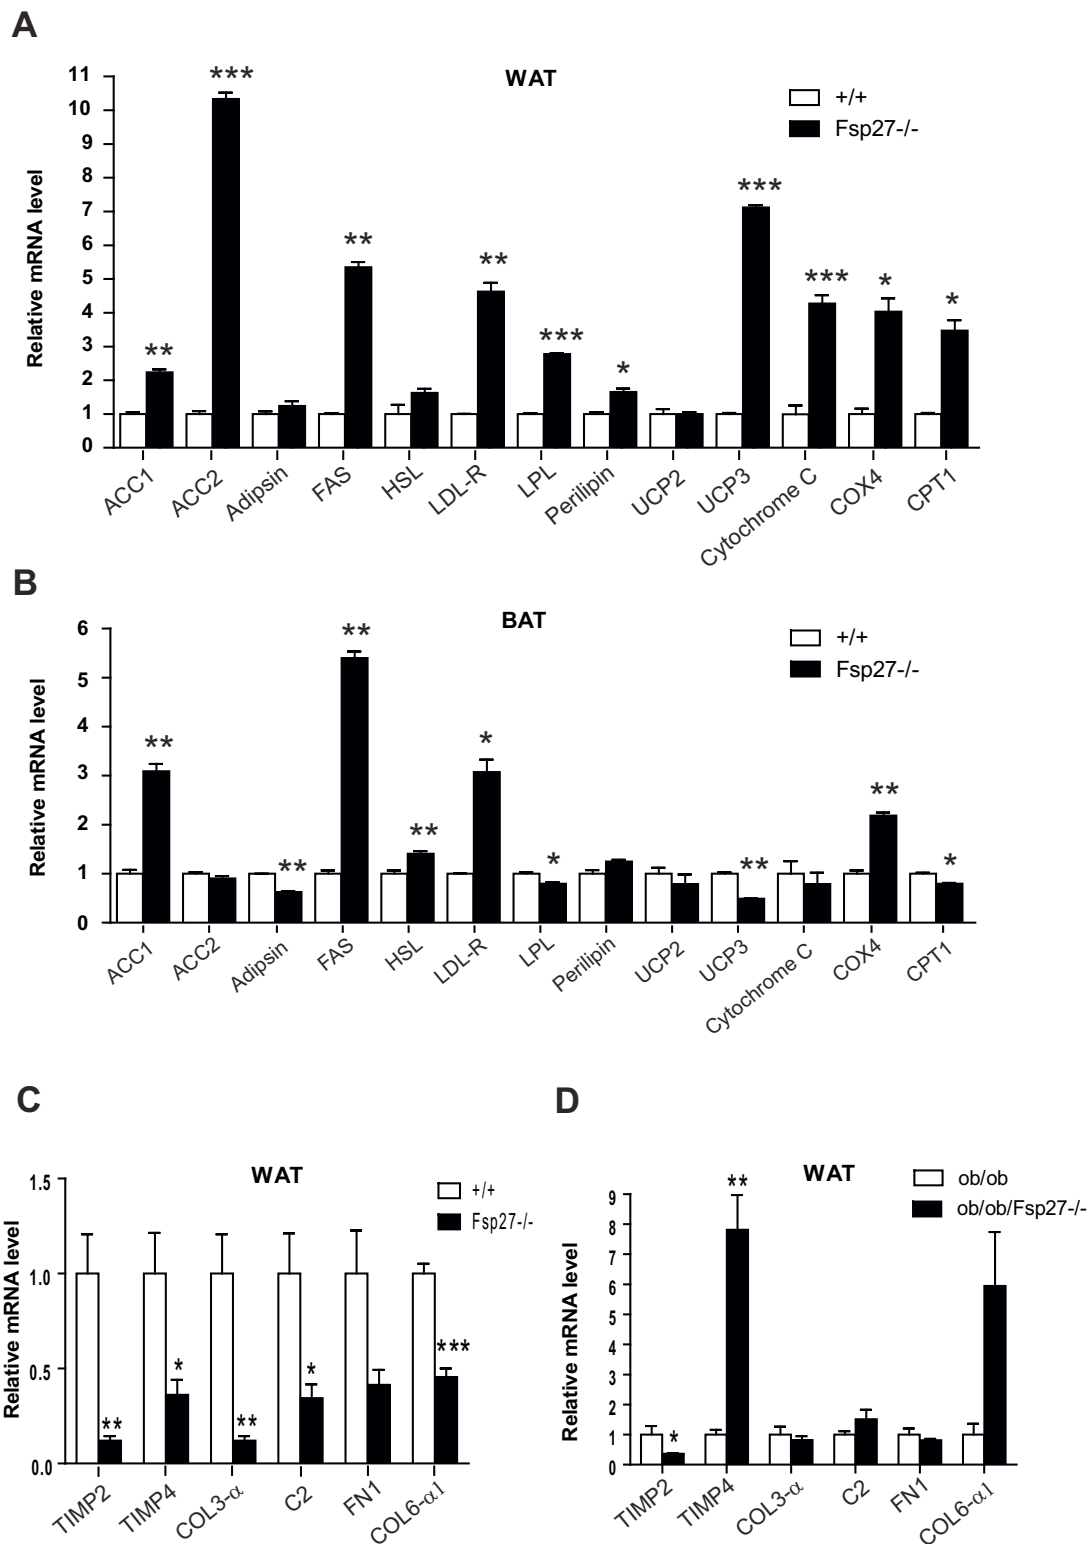 A
WAT
+/+
Fsp27-/-
Relative mRNA level
11
10
9
8
7
6
5
4
3
2
1
0
** *** ** ** *** * *** *** * *
ACC1 ACC2 Adipsin FAS HSL LDL-R LPL Perilipin UCP2 UCP3 Cytochrome C COX4 CPT1
B
BAT
+/+
Fsp27-/-
Relative mRNA level
6
5
4
3
2
1
0
** ** ** ** * * ** ** *
ACC1 ACC2 Adipsin FAS HSL LDL-R LPL Perilipin UCP2 UCP3 Cytochrome C COX4 CPT1
C
WAT
+/+
Fsp27-/-
Relative mRNA level
1.5
1.0
0.5
0.0
** * ** * ***
TIMP2 TIMP4 COL3-α C2 FN1 COL6-α1
D
WAT
ob/ob
ob/ob/Fsp27-/-
Relative mRNA level
9
8
7
6
5
4
3
2
1
0
* **
TIMP2 TIMP4 COL3-α C2 FN1 COL6-α1